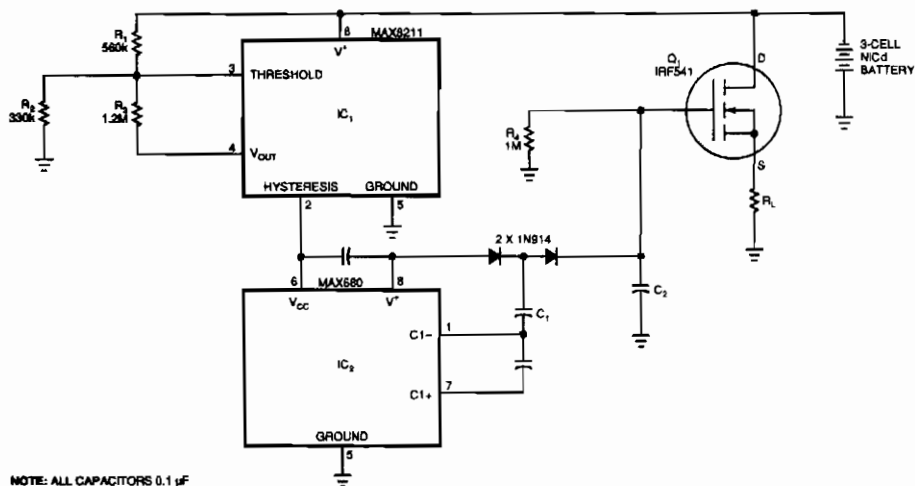 R1
560k
R2
330k
R3
1.2M
3
THRESHOLD
4
VOUT
8
V+
MAX8211
IC1
HYSTERESIS
2
GROUND
5
R4
1M
Q1
IRF541
D
S
RL
3-CELL
NiCd
BATTERY
2 X 1N914
C1
C2
6
VCC
MAX680
8
V+
IC2
C1–
1
C1+
7
GROUND
5
NOTE: ALL CAPACITORS 0.1 µF